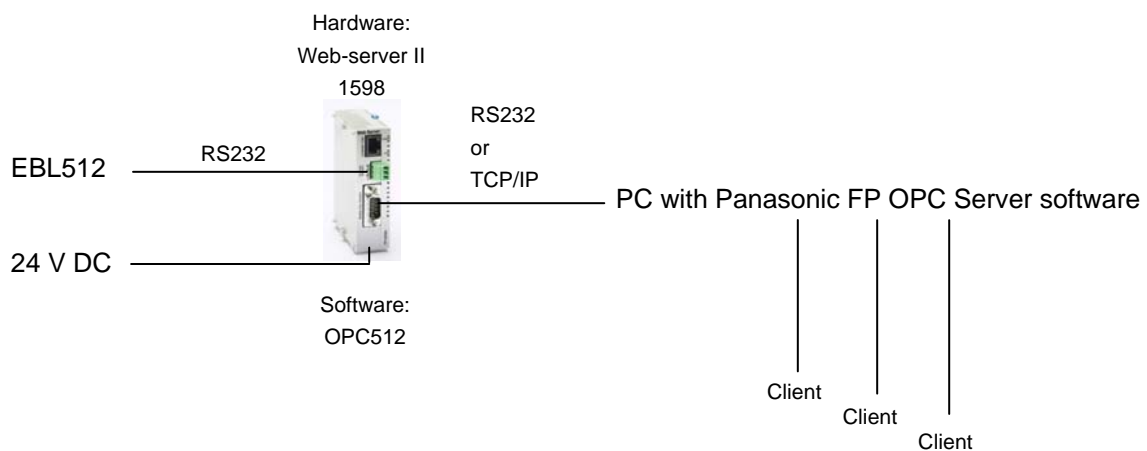 Hardware:
Web-server II
1598
RS232
or
TCP/IP
EBL512
RS232
PC with Panasonic FP OPC Server software
24 V DC
Software:
OPC512
Client
Client
Client